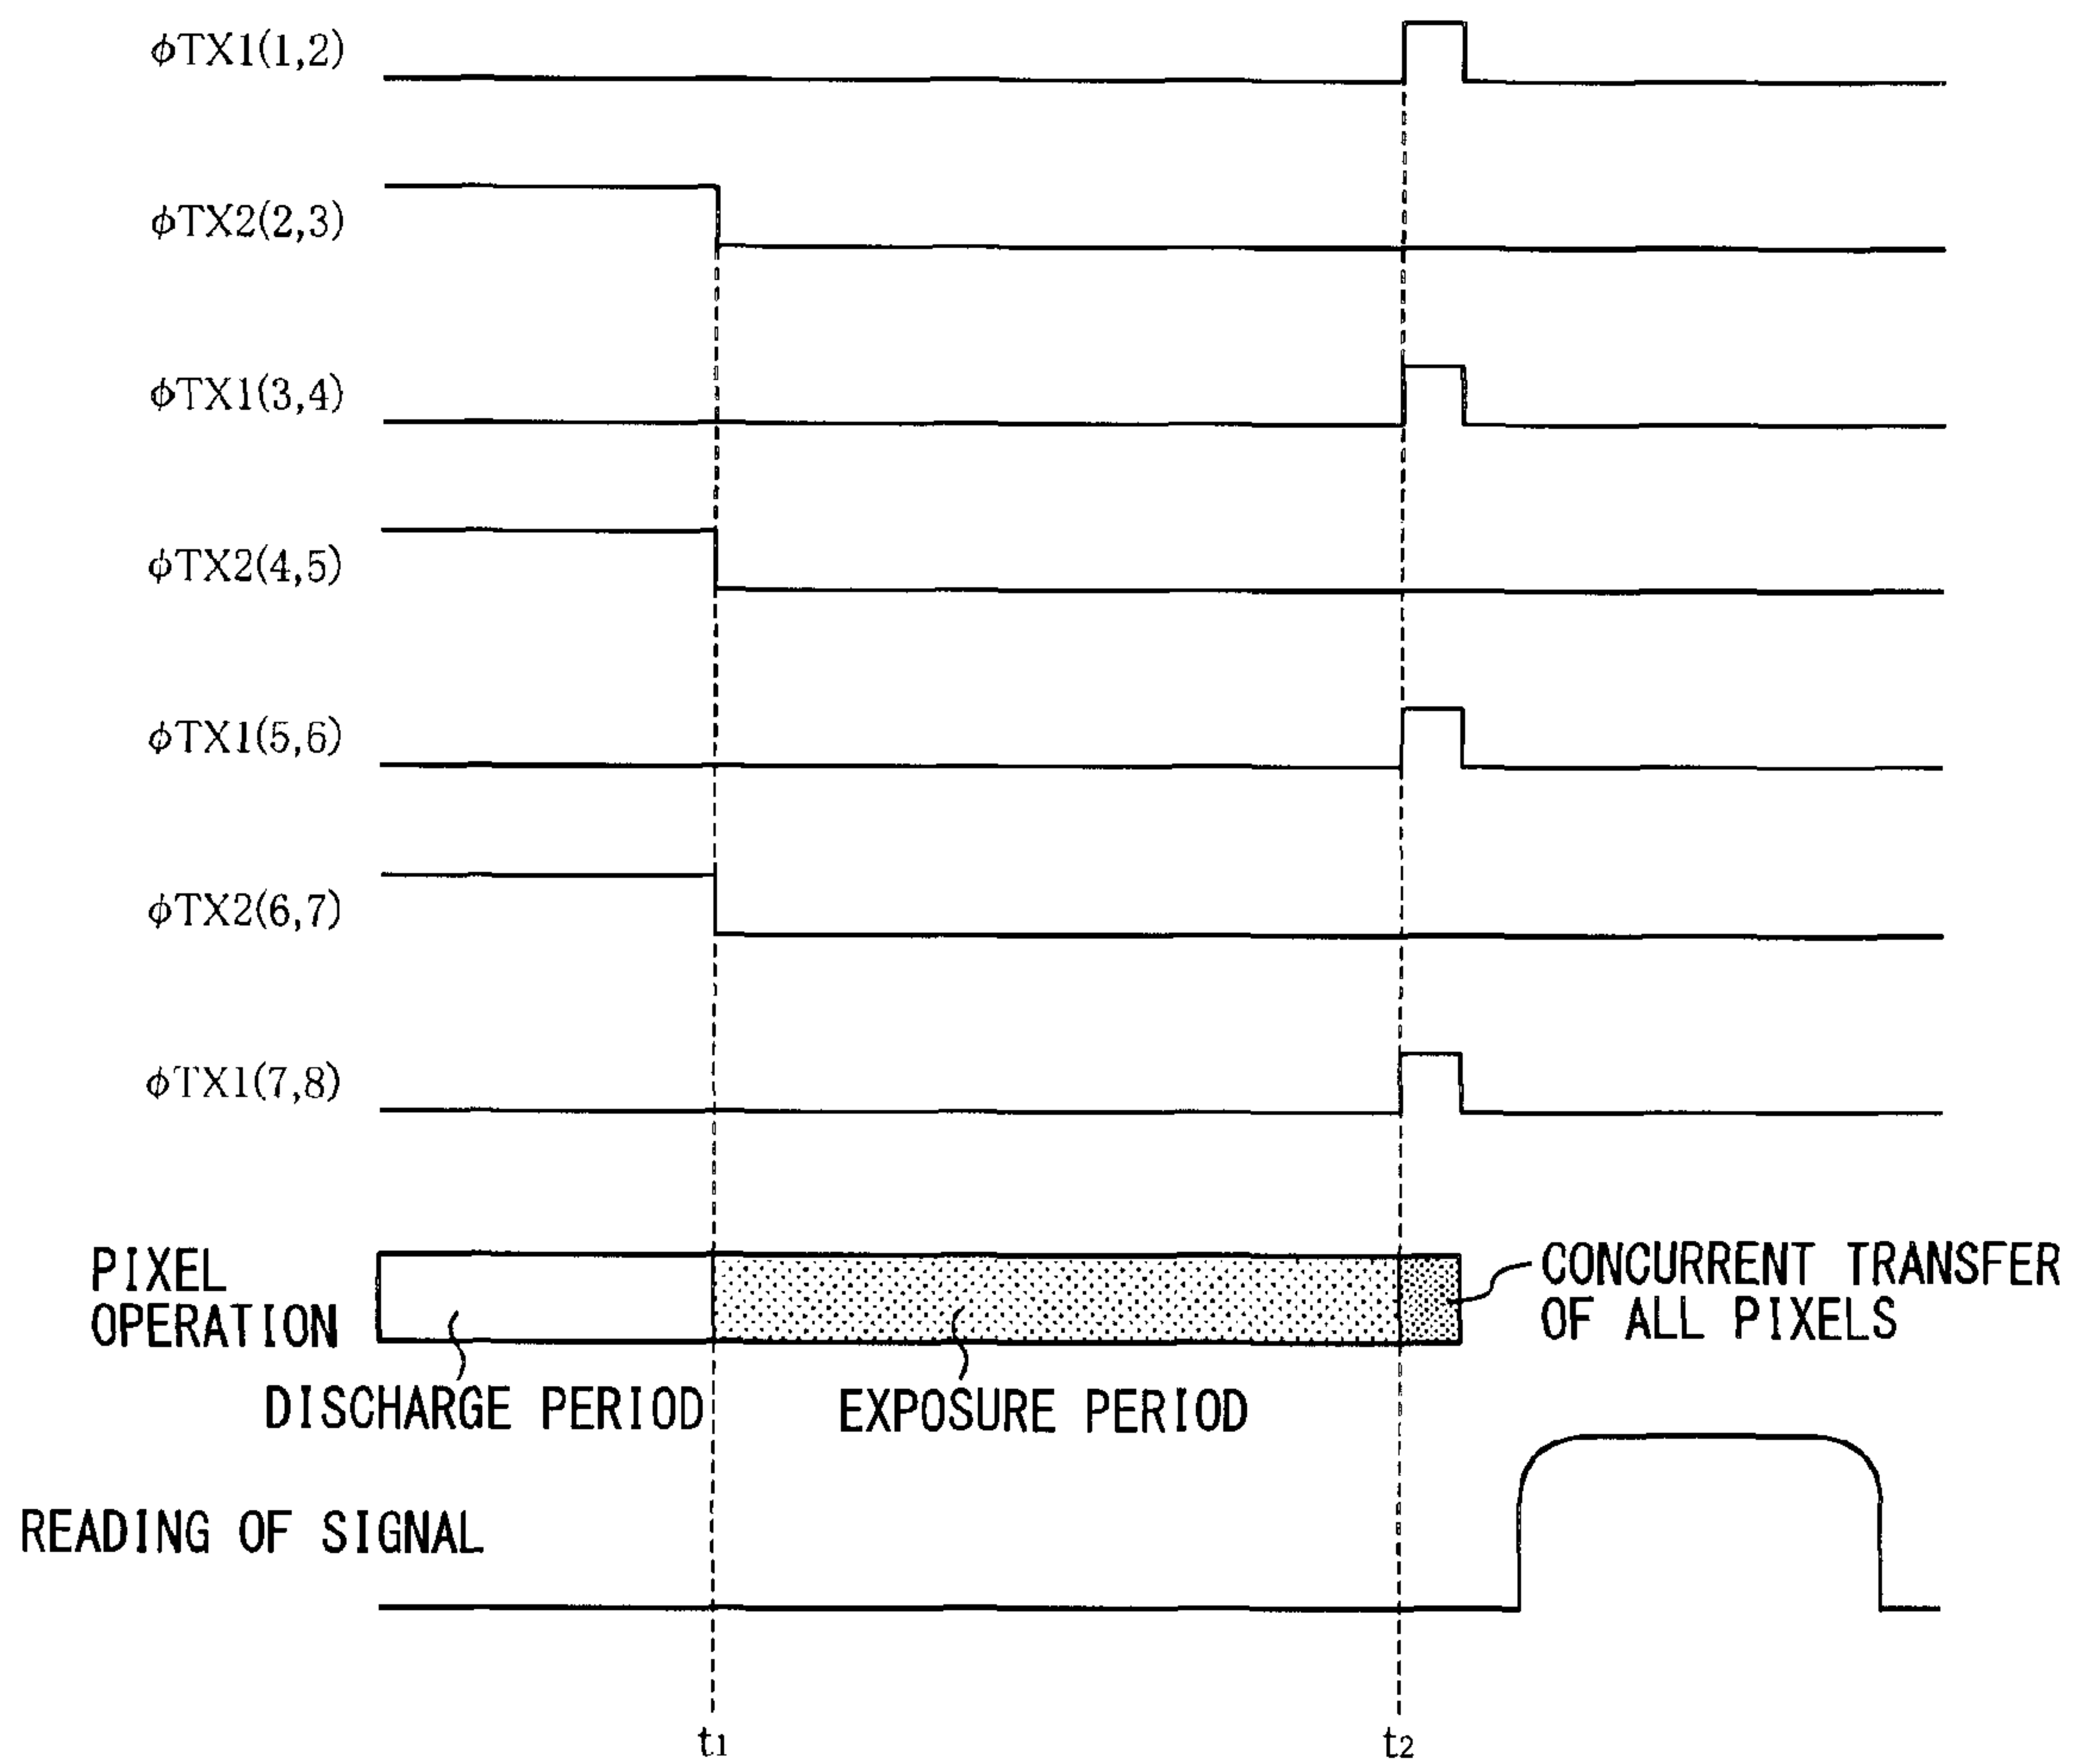 ϕTX1(1,2)
ϕTX2(2,3)
ϕTX1(3,4)
ϕTX2(4,5)
ϕTX1(5,6)
ϕTX2(6,7)
ϕTX1(7,8)
PIXEL
OPERATION
CONCURRENT TRANSFER
OF ALL PIXELS
DISCHARGE PERIOD
EXPOSURE PERIOD
READING OF SIGNAL
t1
t2